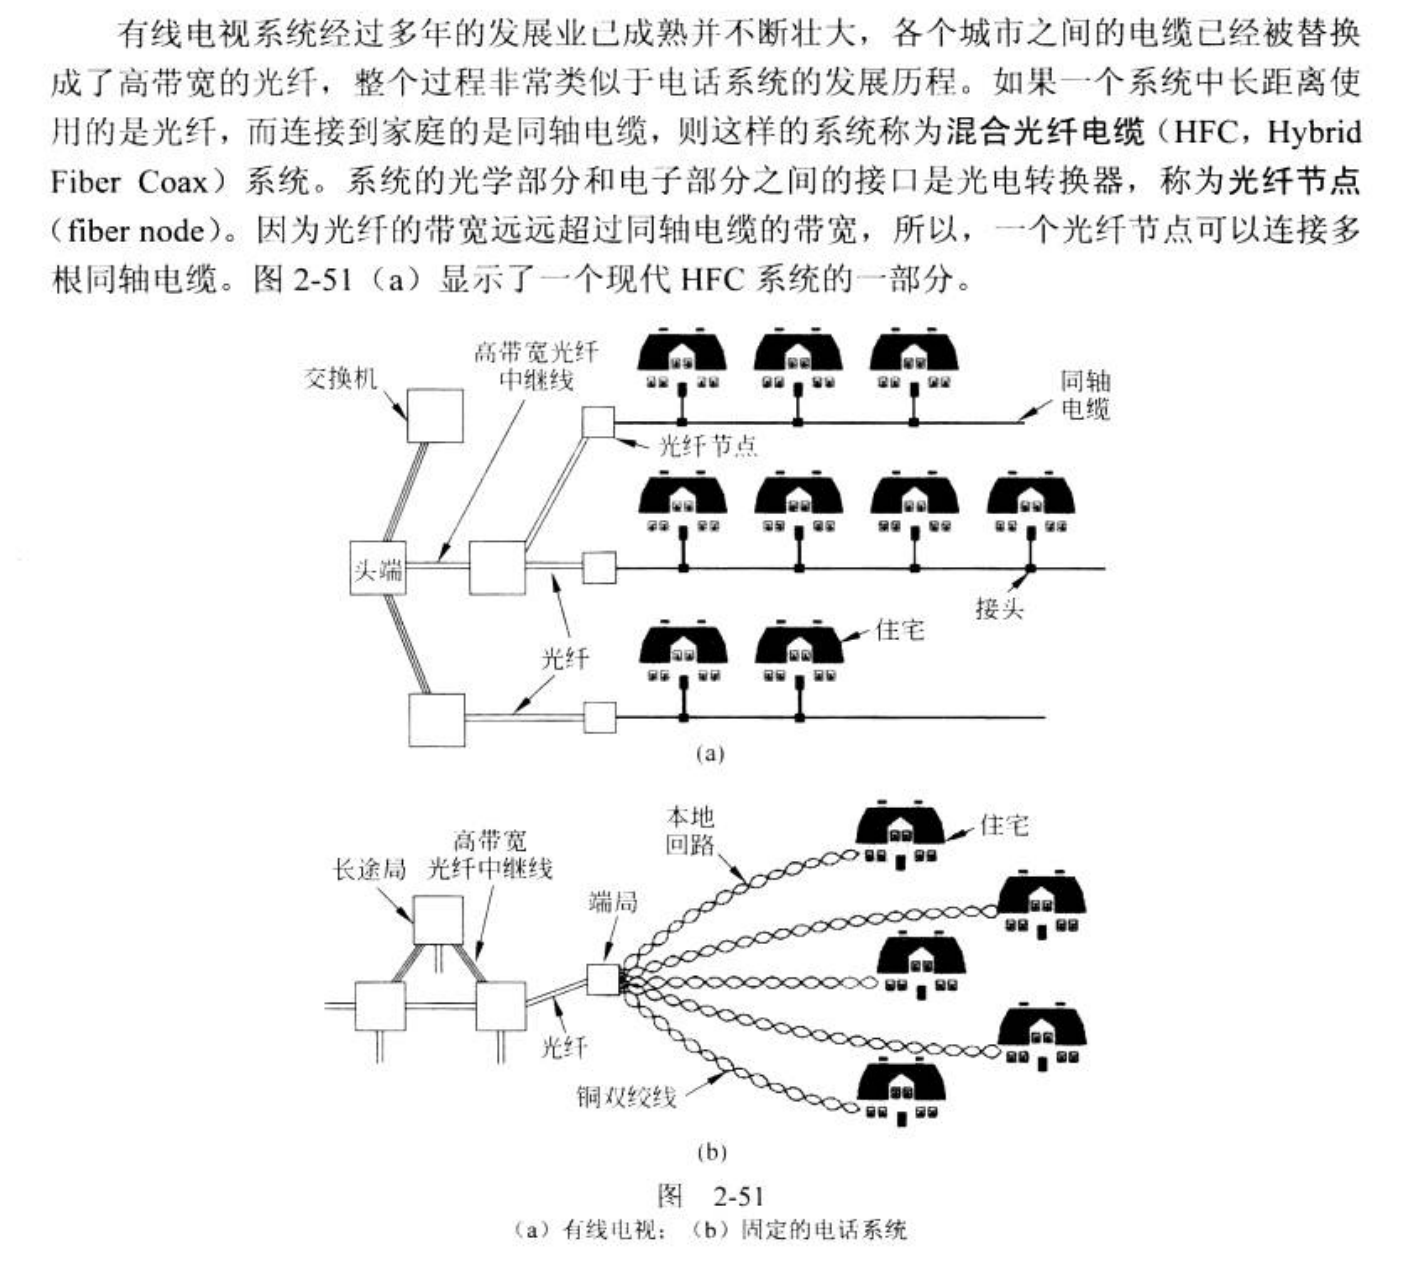 有线电视系统经过多年的发展业已成熟并不断壮大，各个城市之间的电缆已经被替换
成了高带宽的光纤，整个过程非常类似于电话系统的发展历程。如果一个系统中长距离使
用的是光纤，而连接到家庭的是同轴电缆，则这样的系统称为混合光纤电缆（HFC，Hybrid
Fiber Coax）系统。系统的光学部分和电子部分之间的接口是光电转换器，称为光纤节点
（fiber node）。因为光纤的带宽远远超过同轴电缆的带宽，所以，一个光纤节点可以连接多
根同轴电缆。图 2-51（a）显示了一个现代 HFC 系统的一部分。
交换机
高带宽光纤
中继线
同轴
电缆
光纤节点
头端
接头
光纤
住宅
(a)
本地
回路
住宅
高带宽
光纤中继线
长途局
端局
光纤
铜双绞线
(b)
图 2-51
（a）有线电视；（b）固定的电话系统